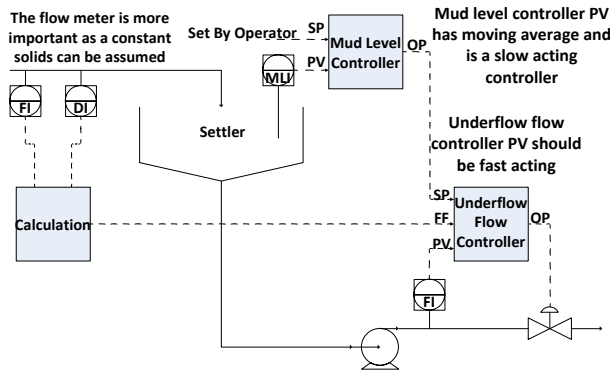 The flow meter is more
important as a constant
solids can be assumed
Set By Operator
SP
PV
Mud Level
Controller
OP
Mud level controller PV
has moving average and
is a slow acting
controller
FI
DI
MLI
Settler
Underflow flow
controller PV should
be fast acting
Calculation
SP
FF
PV
Underflow
Flow
Controller
OP
FI